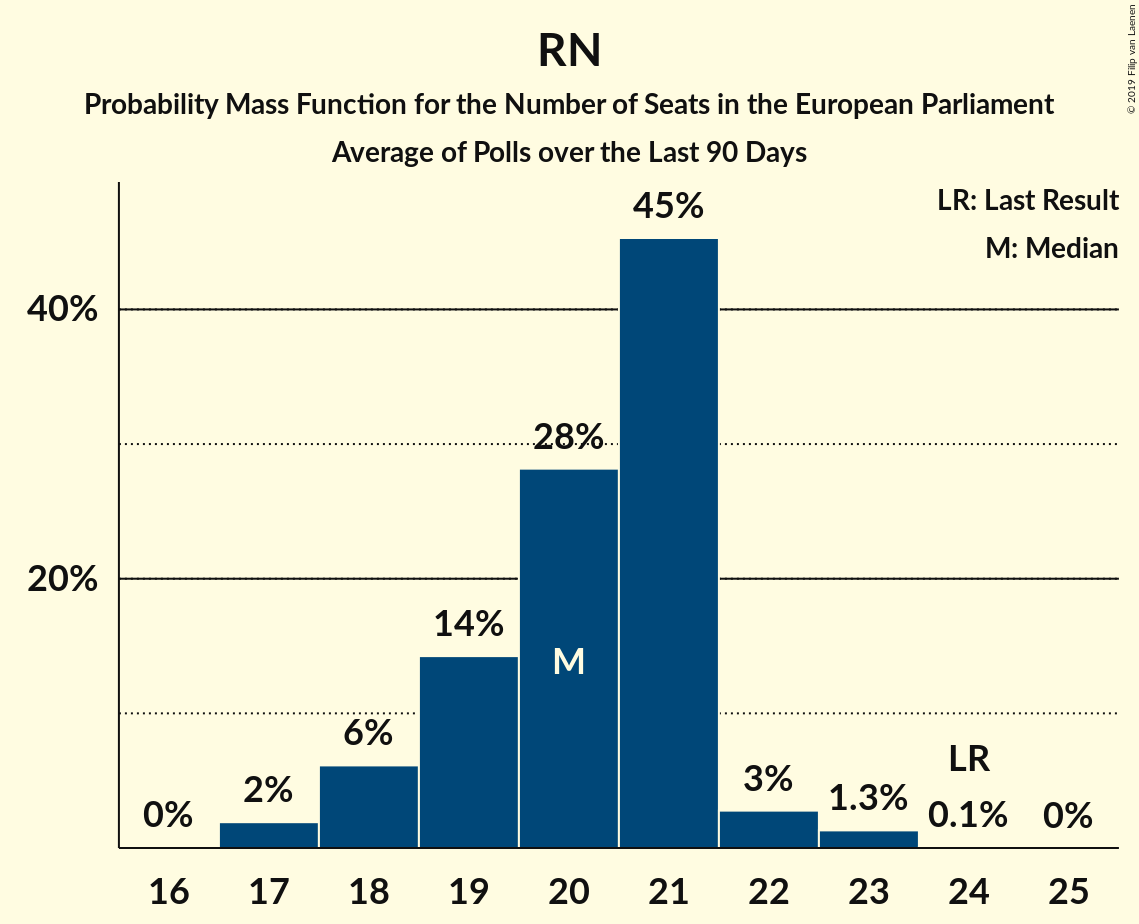 RN
Probability Mass Function for the Number of Seats in the European Parliament
Average of Polls over the Last 90 Days
© 2019 Filip van Laenen
LR: Last Result
M: Median
45%
40%
28%
20%
14%
M
6%
LR
3%
2%
1.3%
0%
0.1%
0%
16 17 18 19 20 21 22 23 24 25